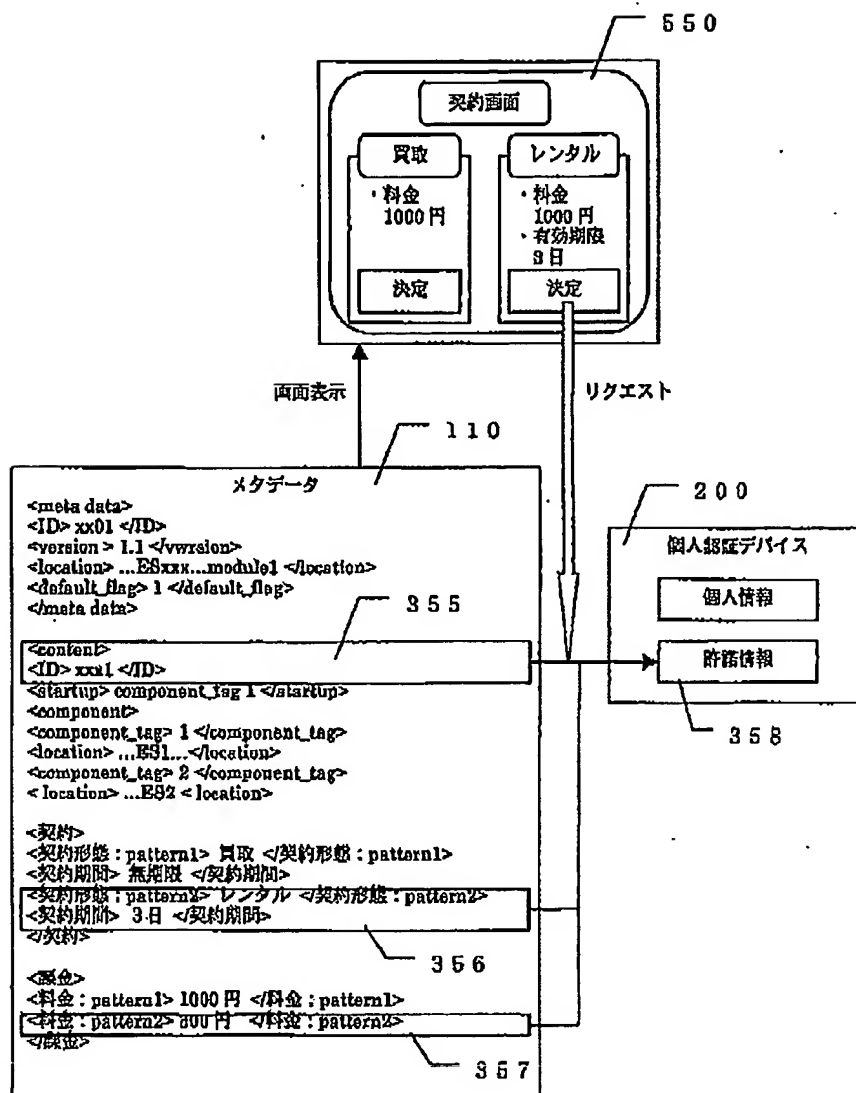 550
契約画面
買取
・料金
1000円
決定
レンタル
・料金
1000円
・有効期限
3日
決定
画面表示
リクエスト
110
メタデータ
<meta data>
<ID> xx01 </ID>
<version> 1.1 </vwrsion>
<location> ...ESxxx...module1 </location>
<default_flag> 1 </default_flag>
</meta data>
355
<content>
<ID> xxx1 </ID>
<startup> component_tag 1 </startup>
<component>
<component_tag> 1 </component_tag>
<location> ...ES1...</location>
<component_tag> 2 </component_tag>
< location> ...ES2 < location>
<契約>
<契約形態：pattern1> 買取 </契約形態：pattern1>
<契約期間> 無期限 </契約期間>
<契約形態：pattern2> レンタル </契約形態：pattern2>
<契約期間> 3日 </契約期間>
</契約>
356
<課金>
<料金：pattern1> 1000円 </料金：pattern1>
<料金：pattern2> 800円 </料金：pattern2>
</課金>
357
200
個人認証デバイス
個人情報
許諾情報
358